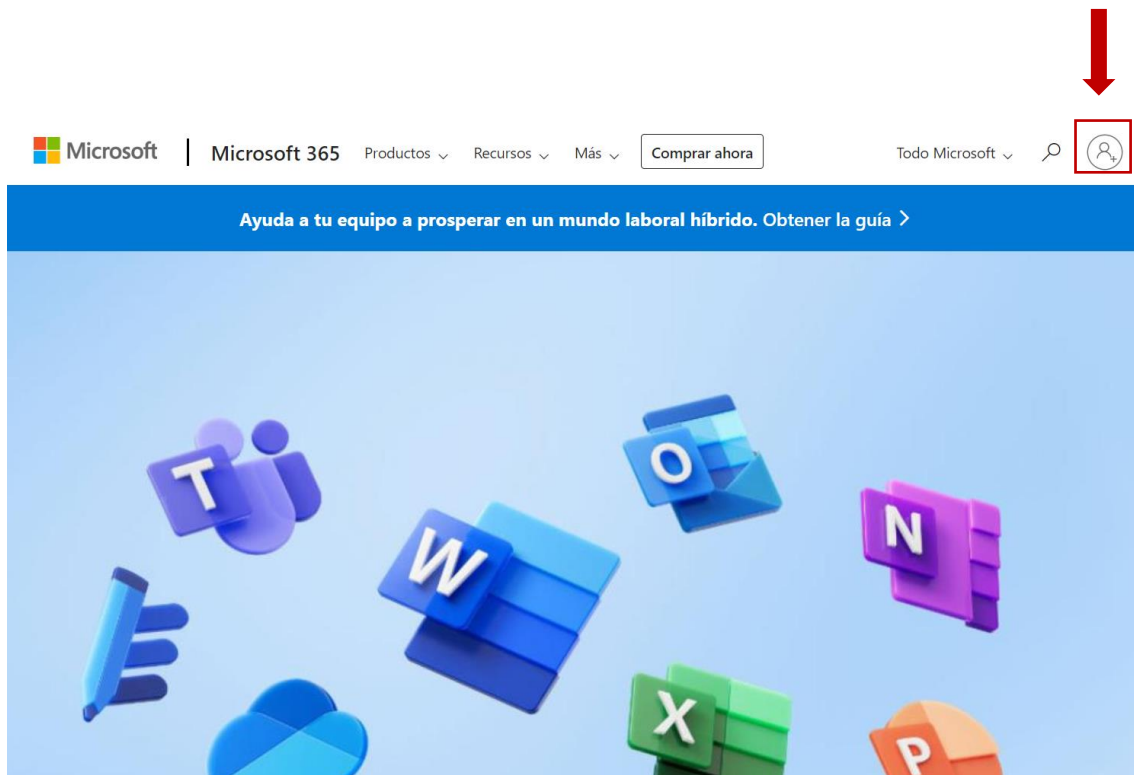 Microsoft Microsoft 365 Productos Recursos Más Comprar ahora Todo Microsoft
Ayuda a tu equipo a prosperar en un mundo laboral híbrido. Obtener la guía >
T
O
N
W
X
P